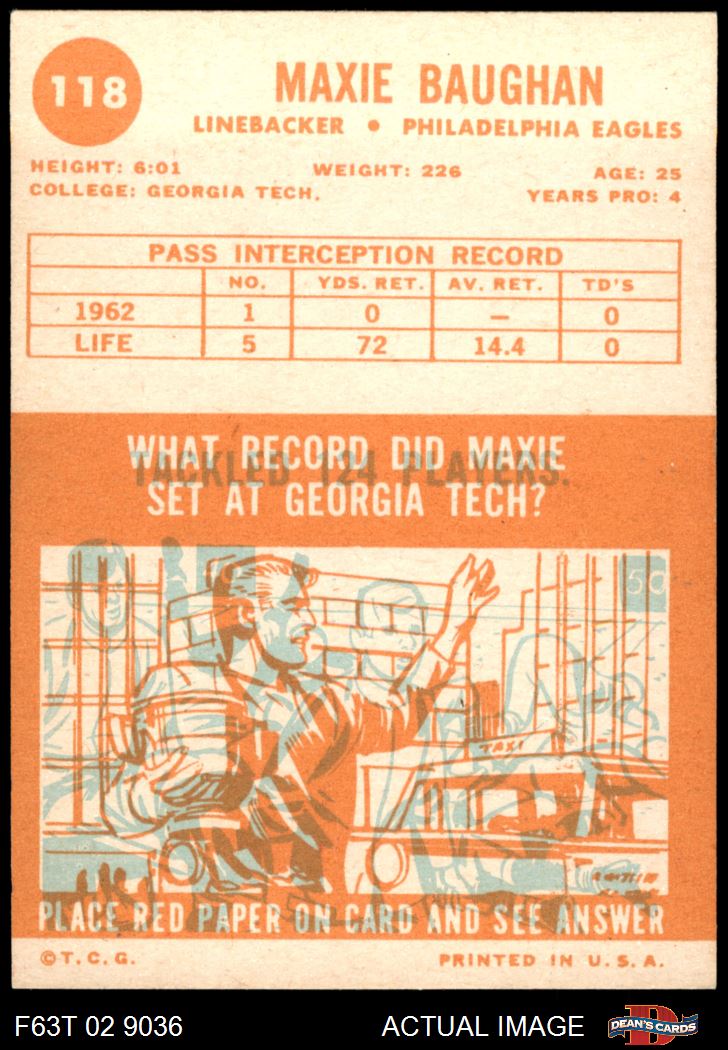 118
MAXIE BAUGHAN
LINEBACKER • PHILADELPHIA EAGLES
HEIGHT: 6:01 WEIGHT: 226 AGE: 25
COLLEGE: GEORGIA TECH. YEARS PRO: 4
PASS INTERCEPTION RECORD
NO. YDS. RET. AV. RET. TD'S
1962 1 0 — 0
LIFE 5 72 14.4 0
WHAT RECORD DID MAXIE
TACKLED 124 PLAYERS.
SET AT GEORGIA TECH?
50
TAXI
PLACE RED PAPER ON CARD AND SEE ANSWER
©T.C.G. PRINTED IN U.S.A.
F63T 02 9036 ACTUAL IMAGE DEAN'S CARDS